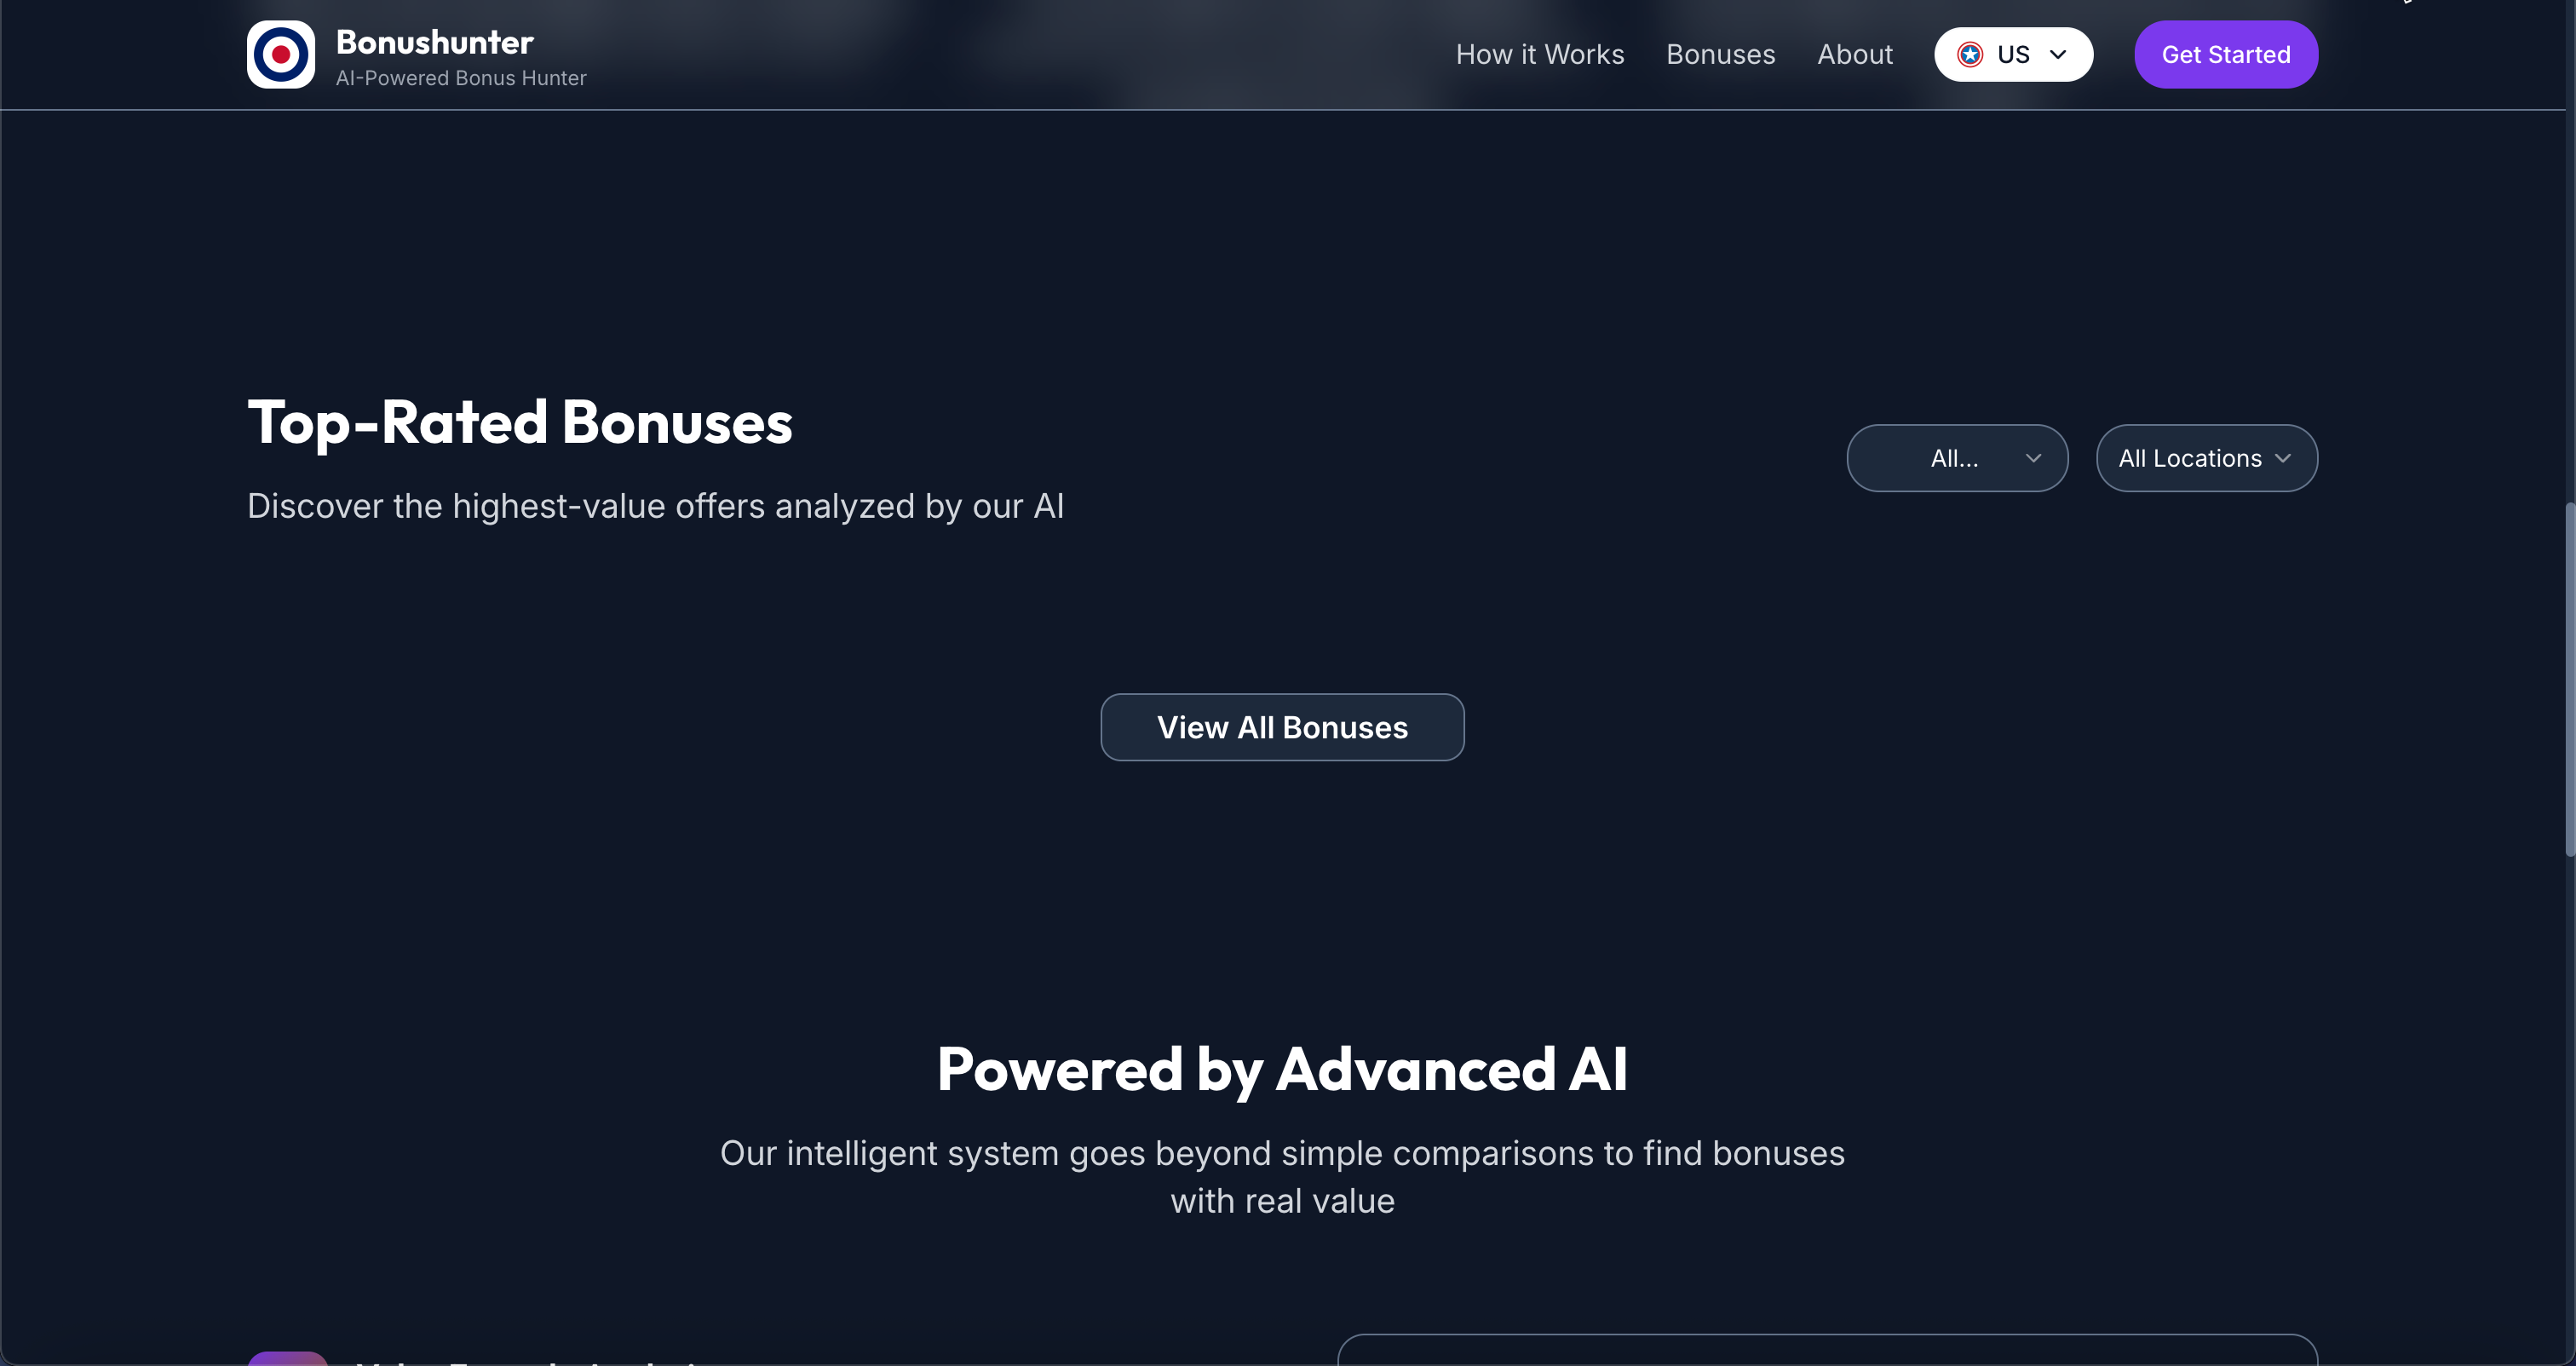 Bonushunter
AI-Powered Bonus Hunter
How it Works
Bonuses
About
US
Get Started
Top-Rated Bonuses
Discover the highest-value offers analyzed by our AI
All...
All Locations
View All Bonuses
Powered by Advanced AI
Our intelligent system goes beyond simple comparisons to find bonuses
with real value